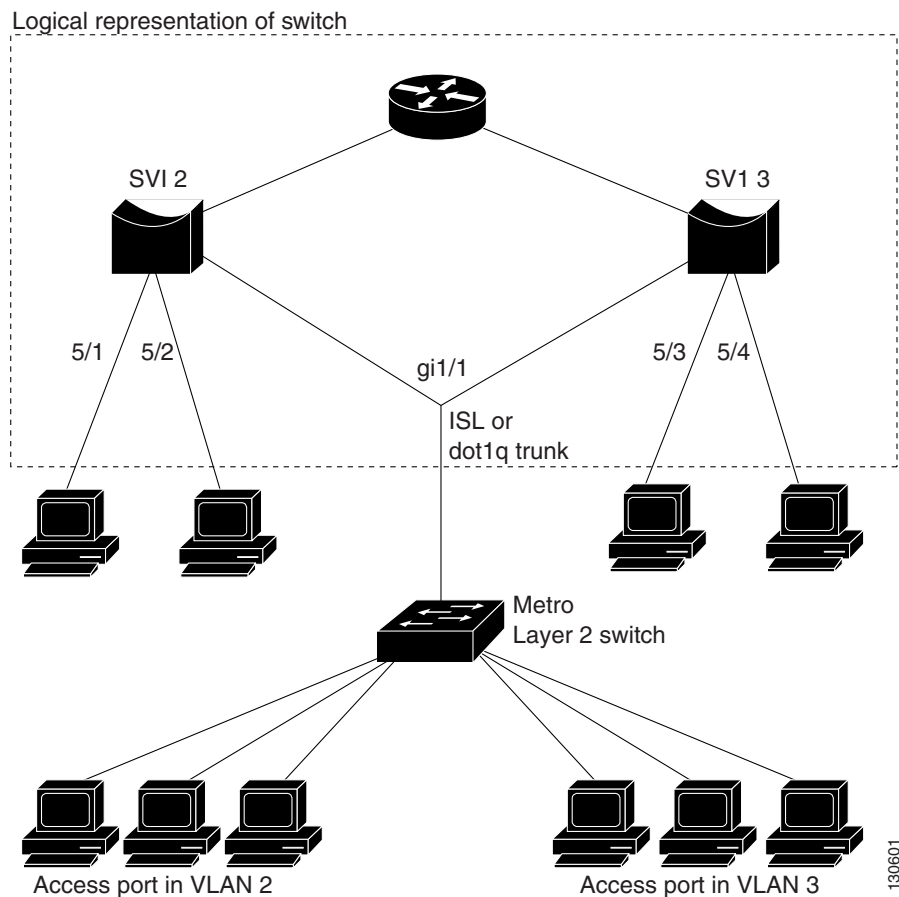 Logical representation of switch
SVI 2
SV1 3
5/1
5/2
gi1/1
5/3
5/4
ISL or
dot1q trunk
Metro
Layer 2 switch
Access port in VLAN 2
Access port in VLAN 3
130601